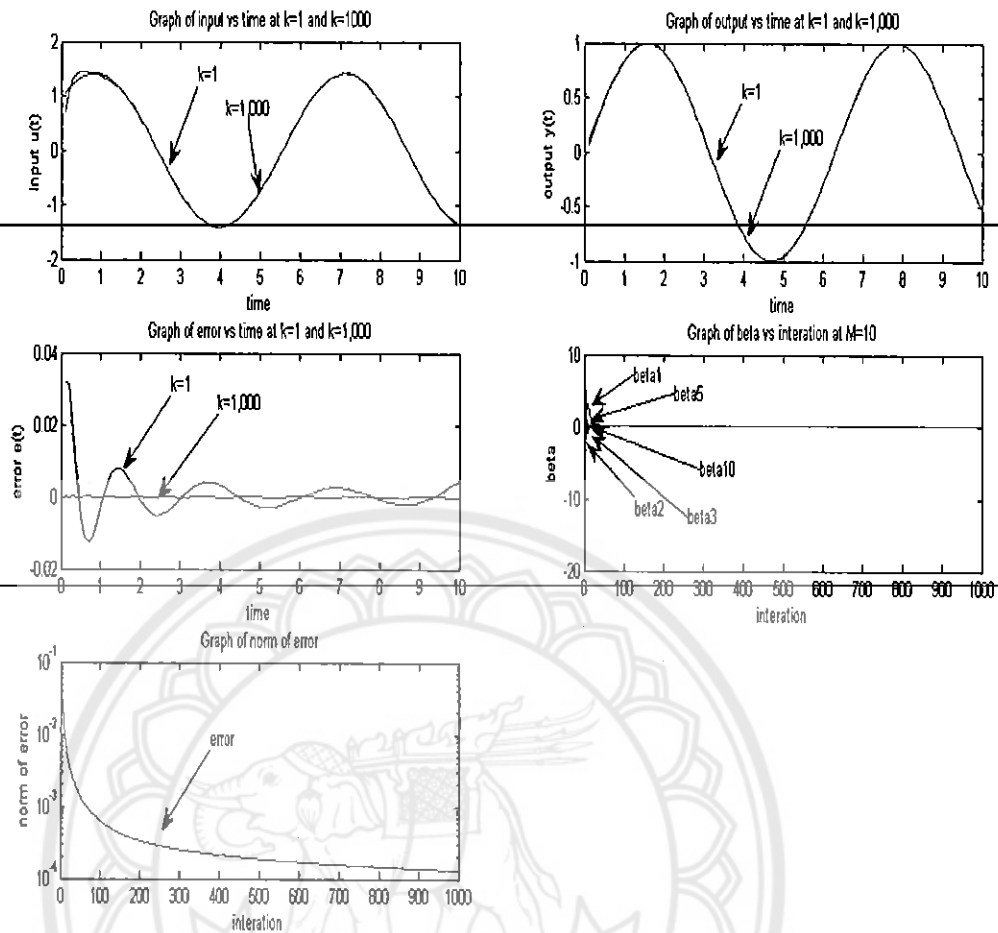 Graph of input vs time at k=1 and k=1000
2
1
0
-1
-2
input u(t)
k=1
k=1,000
0 1 2 3 4 5 6 7 8 9 10
time
Graph of output vs time at k=1 and k=1,000
1
0.5
0
-0.5
-1
output y(t)
k=1
k=1,000
0 1 2 3 4 5 6 7 8 9 10
time
Graph of error vs time at k=1 and k=1,000
0.04
0.02
0
-0.02
error e(t)
k=1
k=1,000
0 1 2 3 4 5 6 7 8 9 10
time
Graph of beta vs interation at M=10
10
0
-10
-20
beta
beta1
beta5
beta10
beta2
beta3
0 100 200 300 400 500 600 700 800 900 1000
interation
Graph of norm of error
10-1
10-2
10-3
10-4
norm of error
error
0 100 200 300 400 500 600 700 800 900 1000
interation